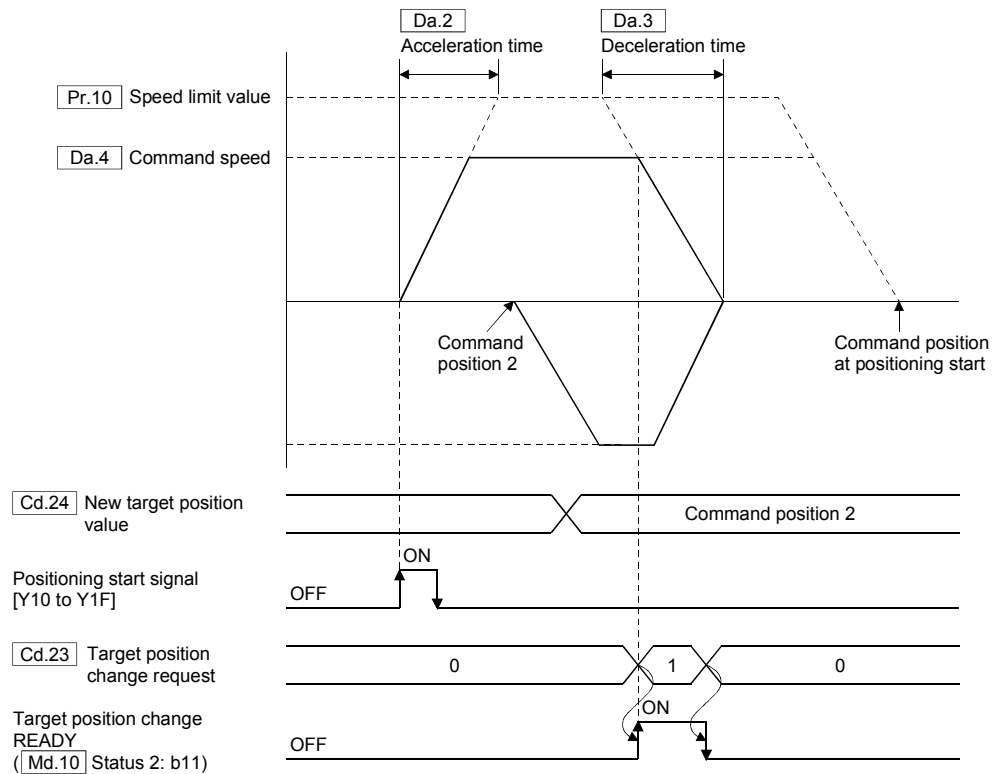 Da.2
Acceleration time
Da.3
Deceleration time
Pr.10 Speed limit value
Da.4 Command speed
Command
position 2
Command position
at positioning start
Cd.24 New target position
value
Command position 2
Positioning start signal
[Y10 to Y1F]
OFF
ON
Cd.23 Target position
change request
0
1
0
Target position change
READY
( Md.10 Status 2: b11)
OFF
ON